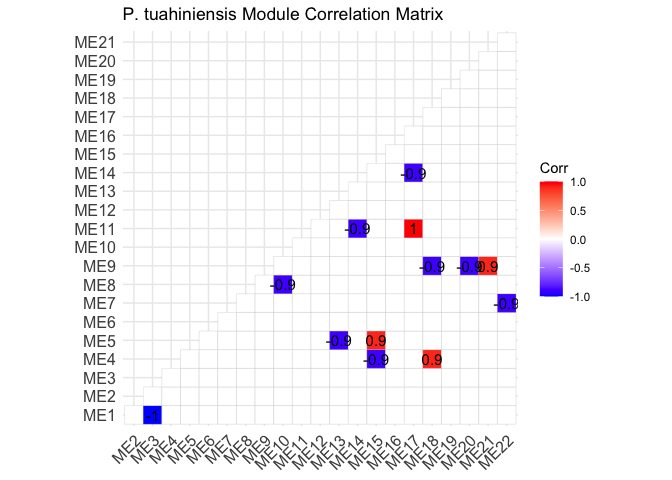 P. tuahiniensis Module Correlation Matrix
ME21
ME20
ME19
ME18
ME17
ME16
ME15
ME14
-0.9
ME13
ME12
ME11
-0.9
1
ME10
ME9
-0.9
-0.9
0.9
ME8
-0.9
ME7
-0.9
ME6
ME5
-0.9
0.9
ME4
-0.9
0.9
ME3
ME2
ME1
-1
ME2
ME3
ME4
ME5
ME6
ME7
ME8
ME9
ME10
ME11
ME12
ME13
ME14
ME15
ME16
ME17
ME18
ME19
ME20
ME21
ME22
Corr
1.0
0.5
0.0
-0.5
-1.0